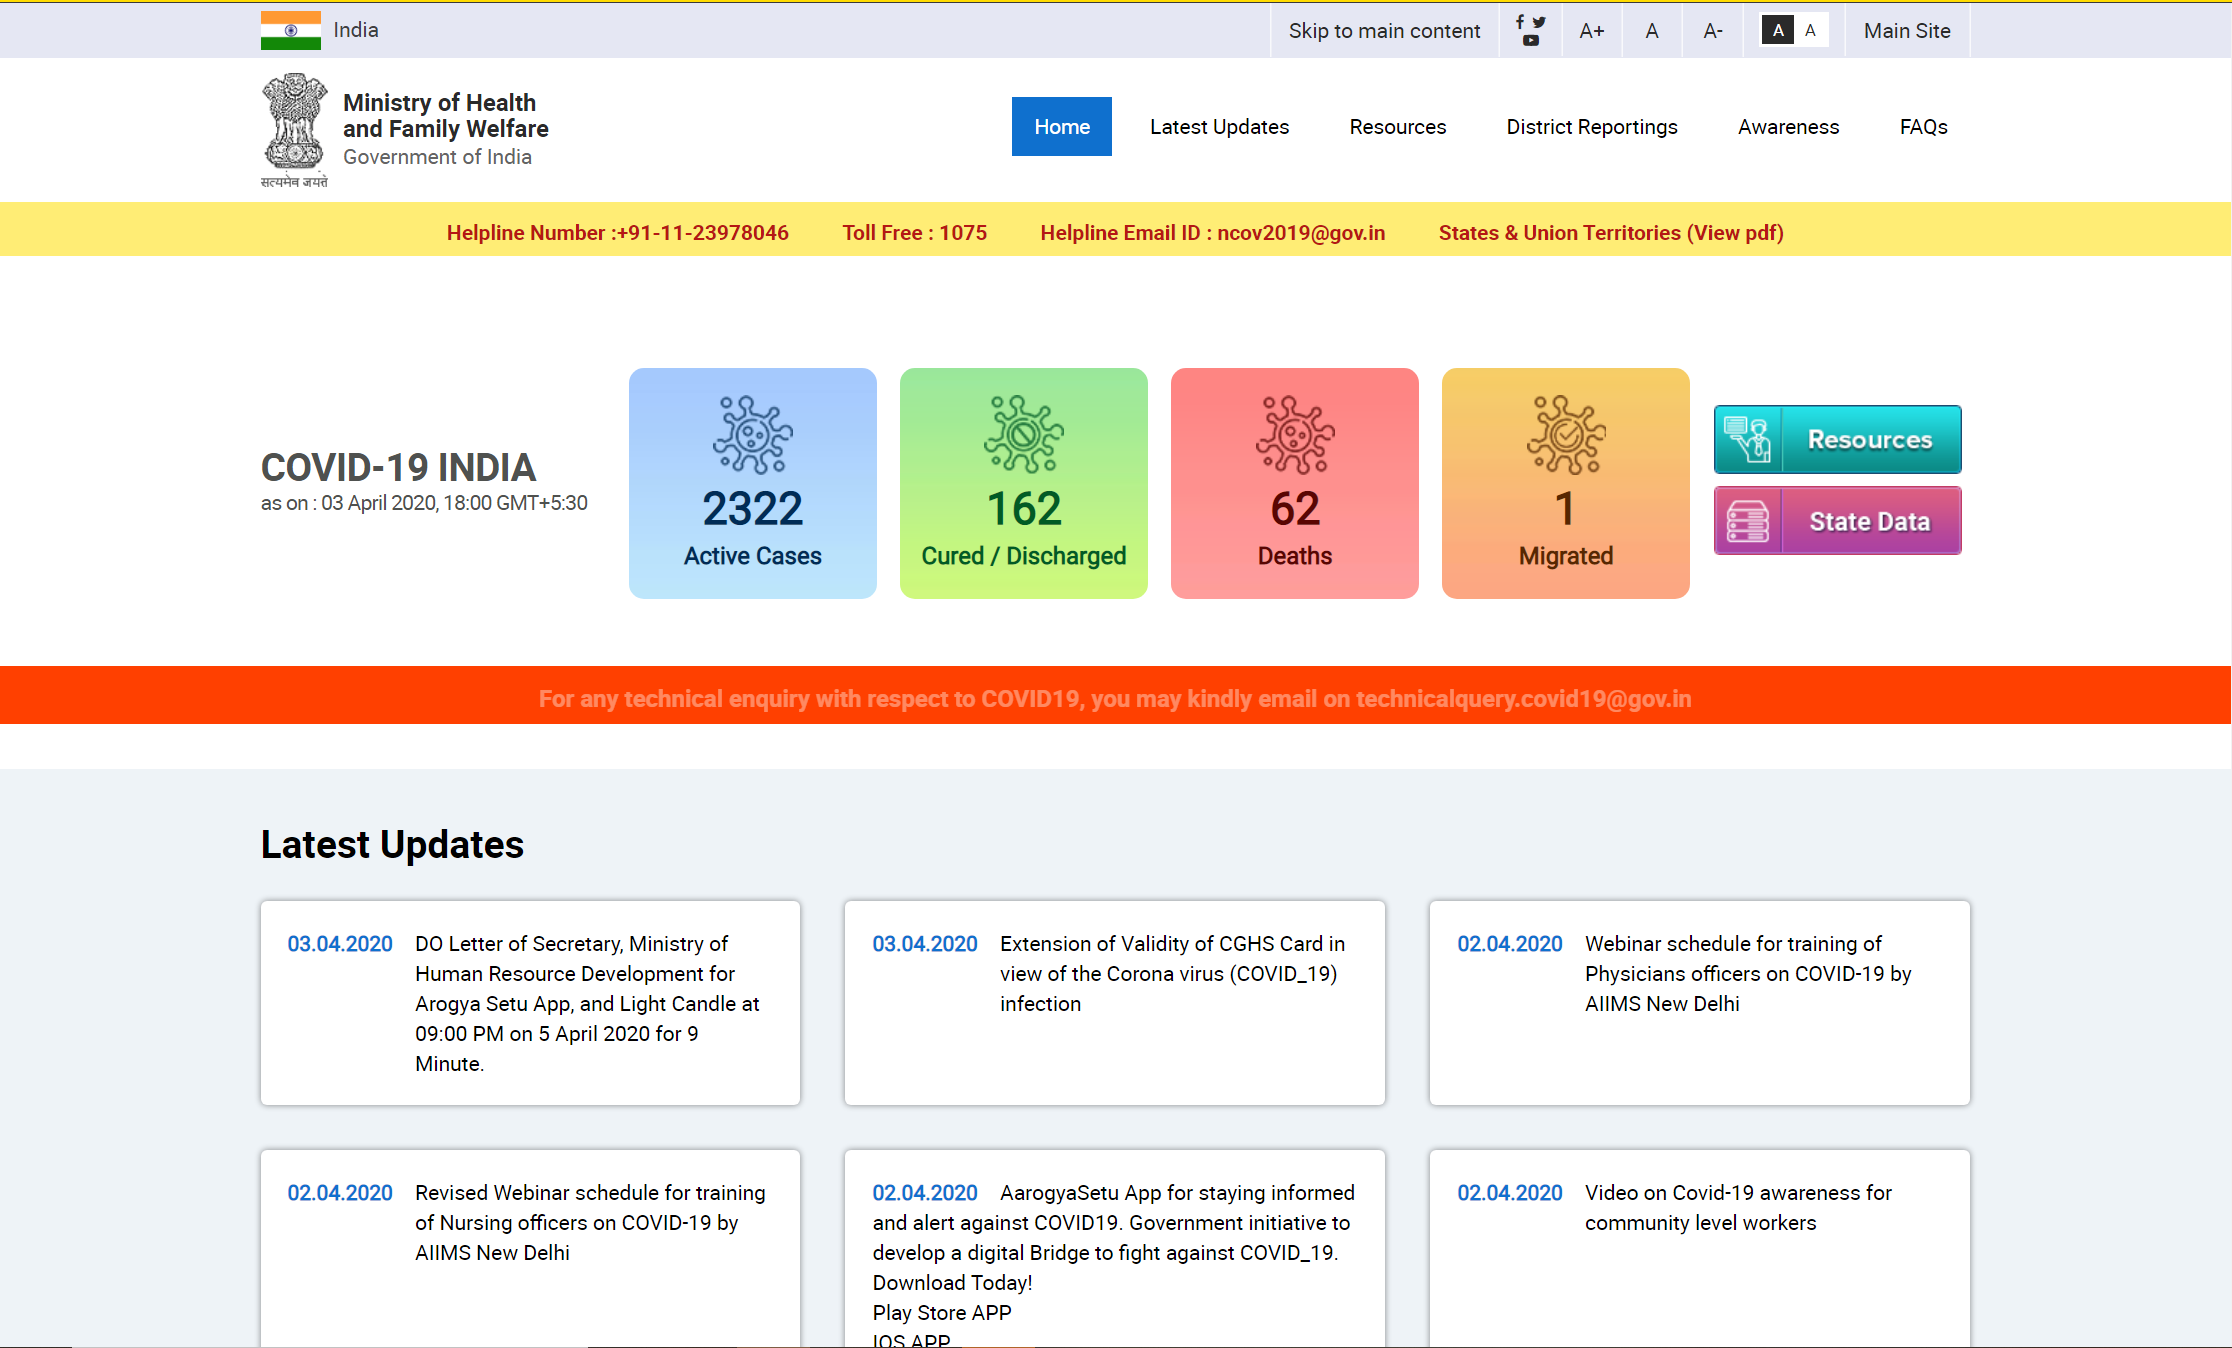 India
Skip to main content
A+
A
A-
A A
Main Site
सत्यमेव जयते
Ministry of Health
and Family Welfare
Government of India
Home
Latest Updates
Resources
District Reportings
Awareness
FAQs
Helpline Number :+91-11-23978046
Toll Free : 1075
Helpline Email ID : ncov2019@gov.in
States & Union Territories (View pdf)
COVID-19 INDIA
as on : 03 April 2020, 18:00 GMT+5:30
2322
Active Cases
162
Cured / Discharged
62
Deaths
1
Migrated
Resources
State Data
For any technical enquiry with respect to COVID19, you may kindly email on technicalquery.covid19@gov.in
Latest Updates
03.04.2020 DO Letter of Secretary, Ministry of
Human Resource Development for
Arogya Setu App, and Light Candle at
09:00 PM on 5 April 2020 for 9
Minute.
03.04.2020 Extension of Validity of CGHS Card in
view of the Corona virus (COVID_19)
infection
02.04.2020 Webinar schedule for training of
Physicians officers on COVID-19 by
AIIMS New Delhi
02.04.2020 Revised Webinar schedule for training
of Nursing officers on COVID-19 by
AIIMS New Delhi
02.04.2020 AarogyaSetu App for staying informed
and alert against COVID19. Government initiative to
develop a digital Bridge to fight against COVID_19.
Download Today!
Play Store APP
IOS APP
02.04.2020 Video on Covid-19 awareness for
community level workers